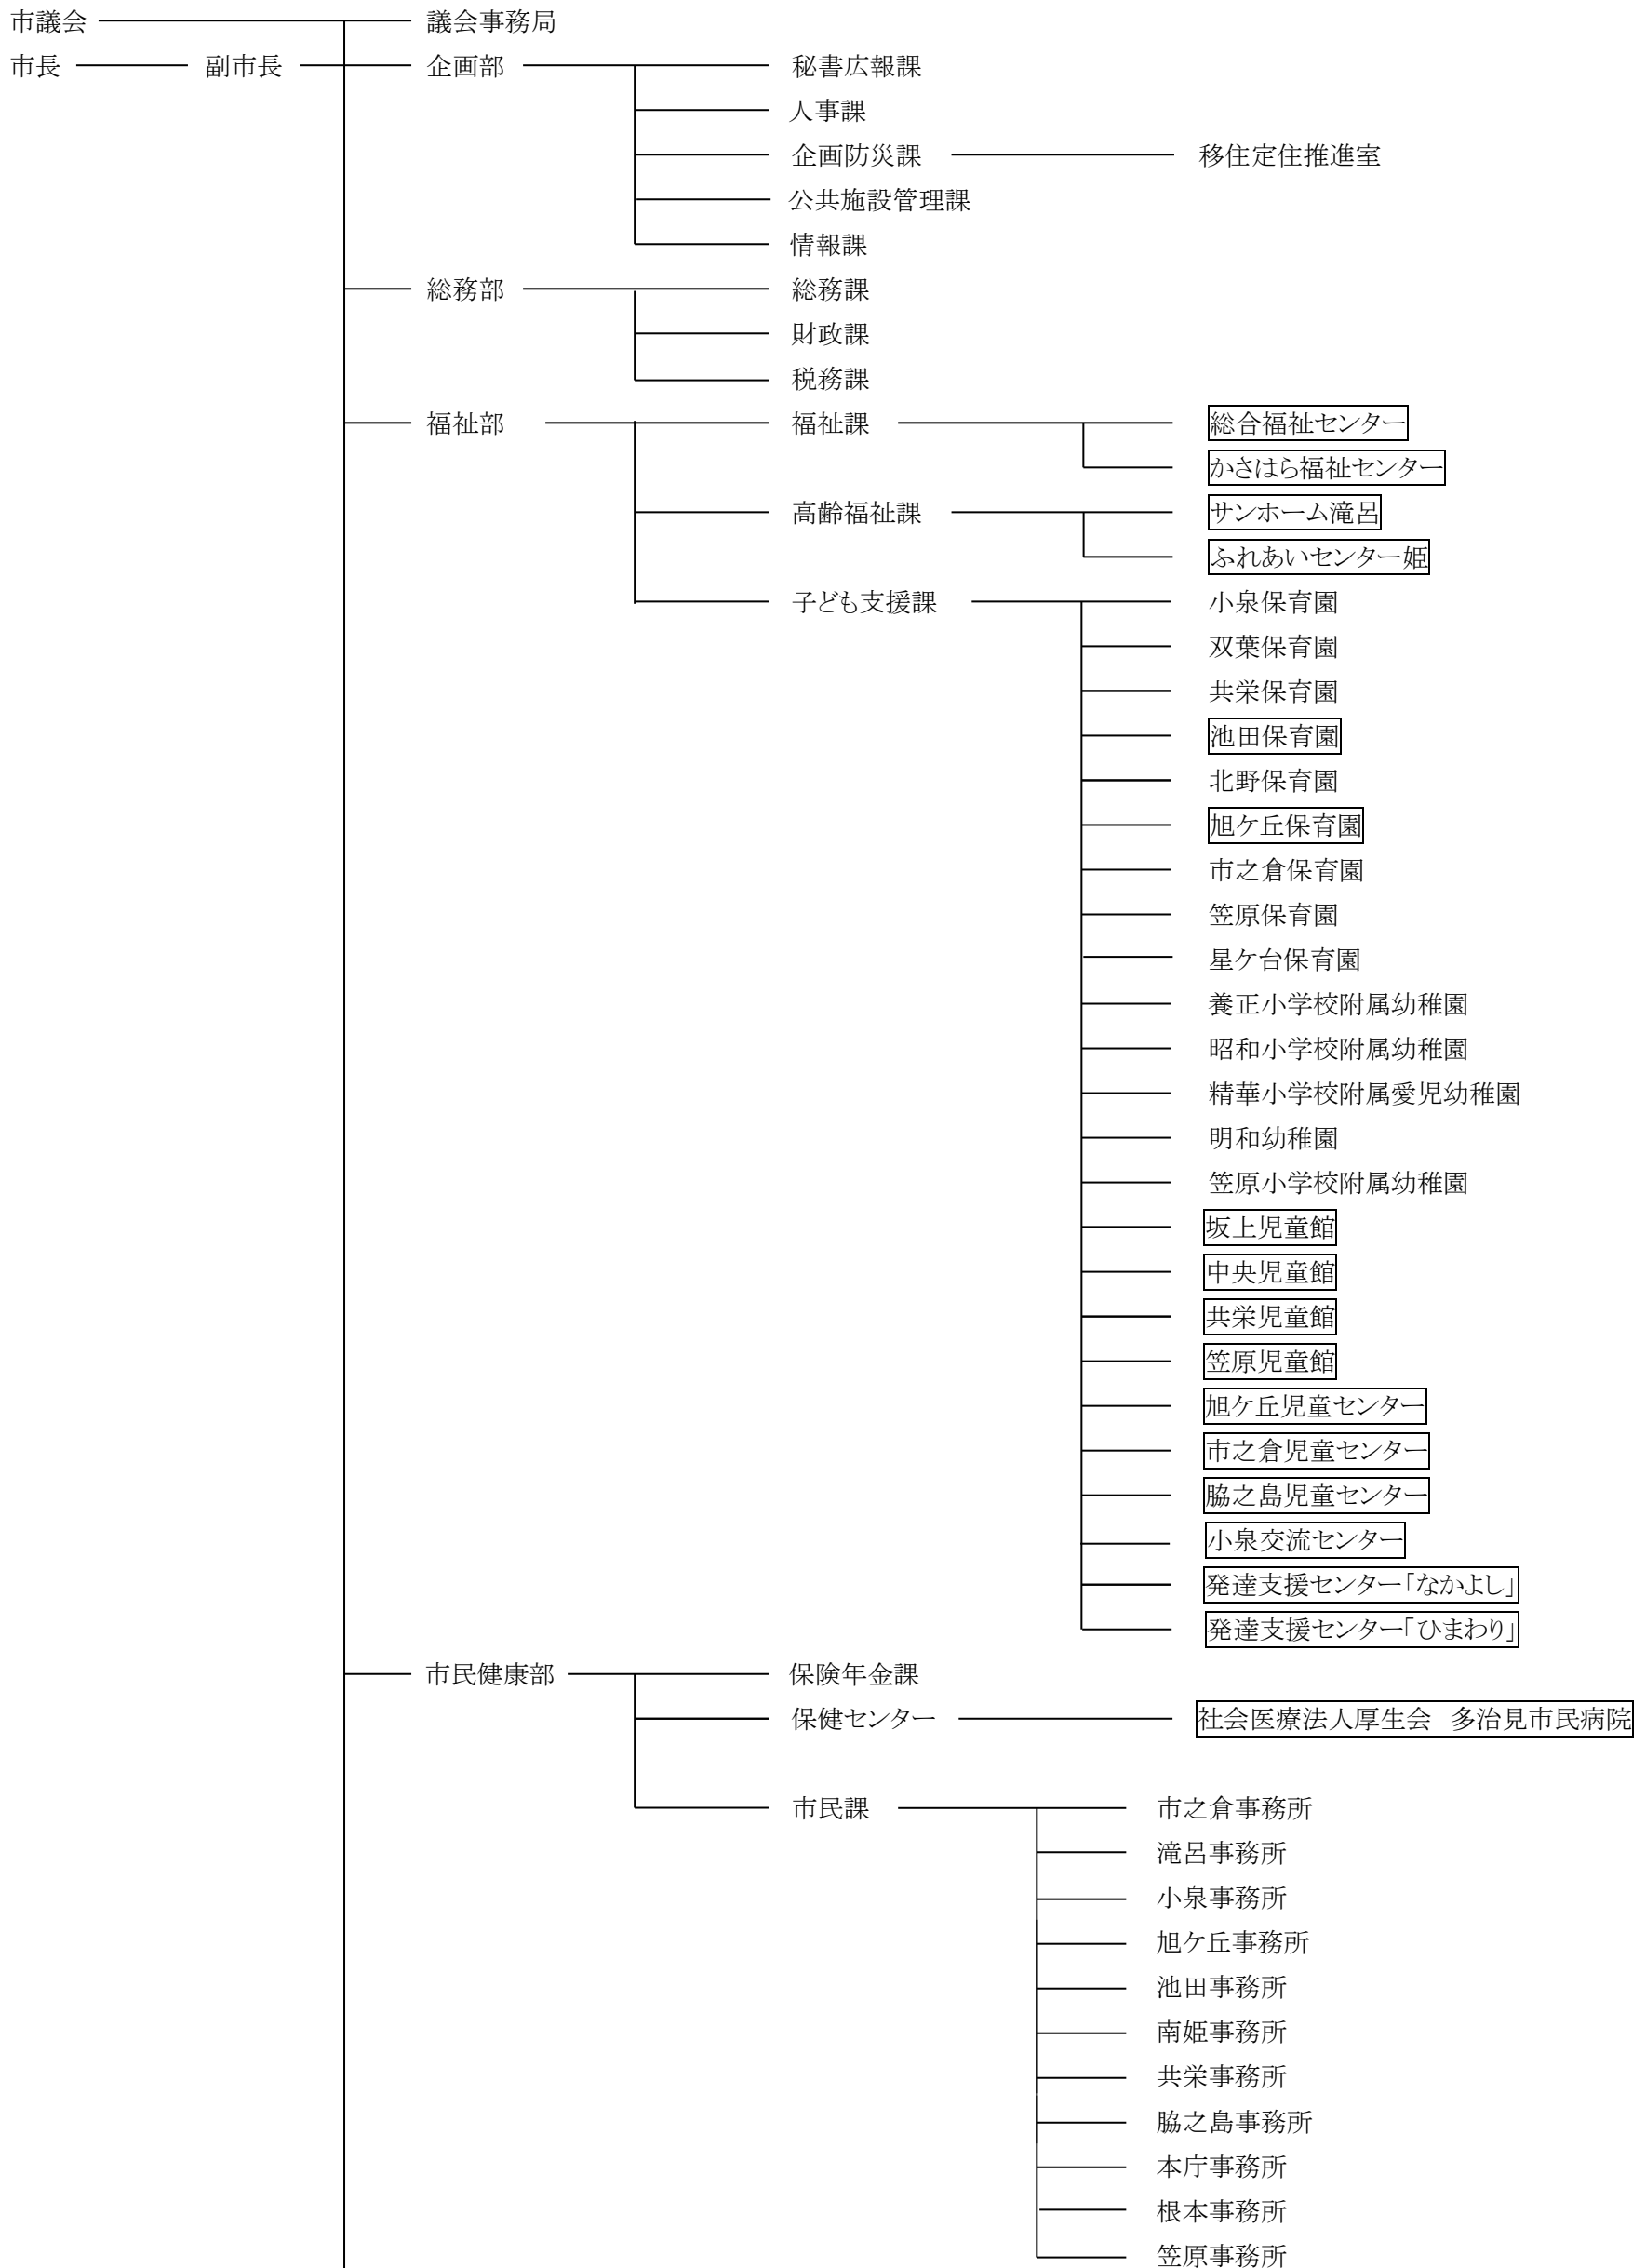 市議会 議会事務局
市長 副市長 企画部 秘書広報課
人事課
企画防災課 移住定住推進室
公共施設管理課
情報課
総務部 総務課
財政課
税務課
福祉部 福祉課 総合福祉センター
かさはら福祉センター
高齢福祉課 サンホーム滝呂
ふれあいセンター姫
子ども支援課 小泉保育園
双葉保育園
共栄保育園
池田保育園
北野保育園
旭ケ丘保育園
市之倉保育園
笠原保育園
星ケ台保育園
養正小学校附属幼稚園
昭和小学校附属幼稚園
精華小学校附属愛児幼稚園
明和幼稚園
笠原小学校附属幼稚園
坂上児童館
中央児童館
共栄児童館
笠原児童館
旭ケ丘児童センター
市之倉児童センター
脇之島児童センター
小泉交流センター
発達支援センター「なかよし」
発達支援センター「ひまわり」
市民健康部 保険年金課
保健センター 社会医療法人厚生会 多治見市民病院
市民課 市之倉事務所
滝呂事務所
小泉事務所
旭ケ丘事務所
池田事務所
南姫事務所
共栄事務所
脇之島事務所
本庁事務所
根本事務所
笠原事務所